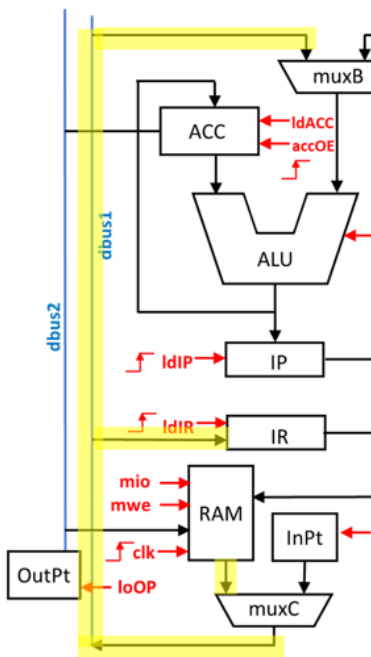 muxB
ACC
ldACC
accOE
dbus1
ALU
dbus2
ldIP
IP
ldIR
IR
mio
mwe
RAM
clk
InPt
OutPt
loOP
muxC